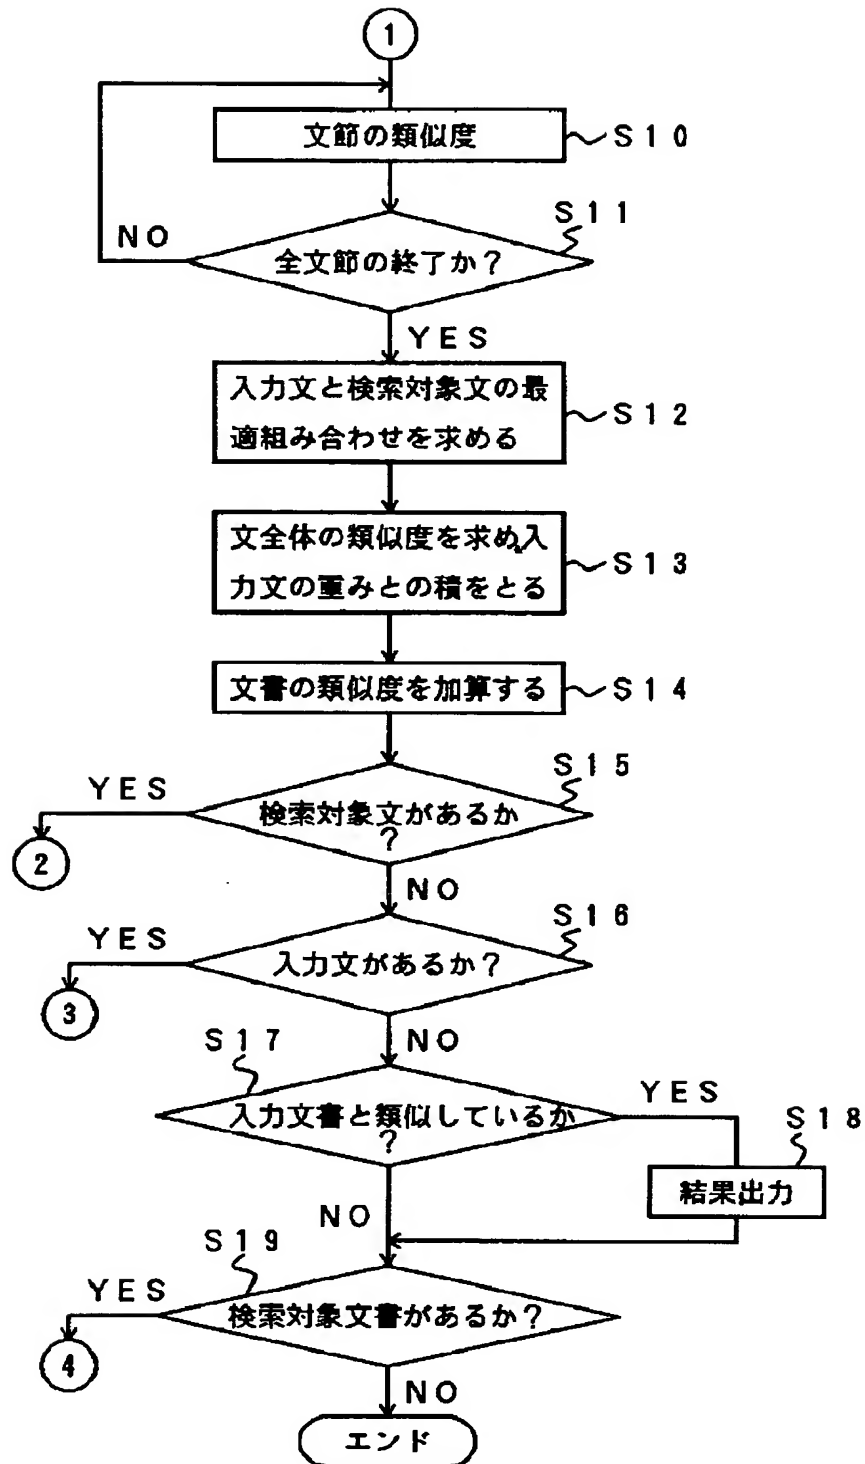 1
文節の類似度
S10
S11
NO
全文節の終了か?
YES
入力文と検索対象文の最
適組み合わせを求める
S12
文全体の類似度を求め、入
力文の重みとの積をとる
S13
文書の類似度を加算する
S14
S15
YES
検索対象文があるか
?
2
NO
S16
YES
入力文があるか?
3
NO
S17
YES
入力文書と類似しているか
?
S18
結果出力
NO
S19
YES
検索対象文書があるか?
4
NO
エンド